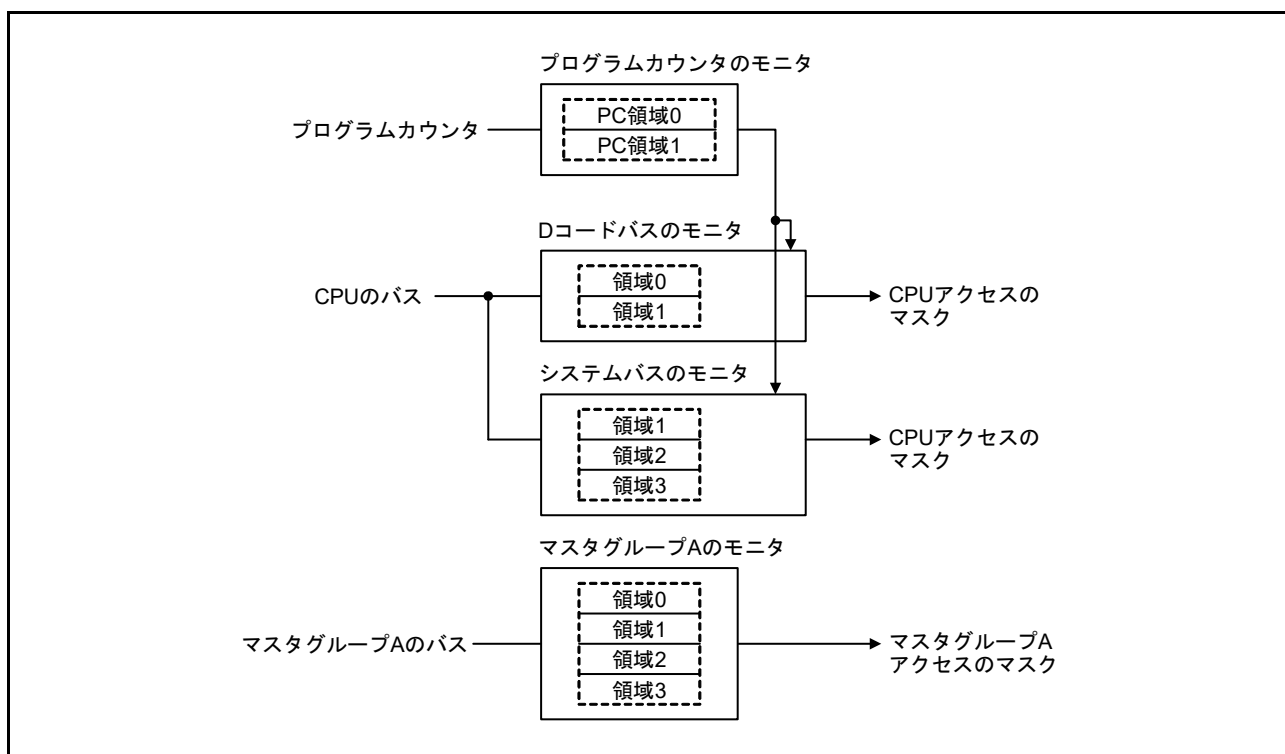 プログラムカウンタのモニタ
プログラムカウンタ
PC領域0
PC領域1
Dコードバスのモニタ
CPUのバス
領域0
領域1
CPUアクセスの
マスク
システムバスのモニタ
領域1
領域2
領域3
CPUアクセスの
マスク
マスタグループAのモニタ
マスタグループAのバス
領域0
領域1
領域2
領域3
マスタグループA
アクセスのマスク